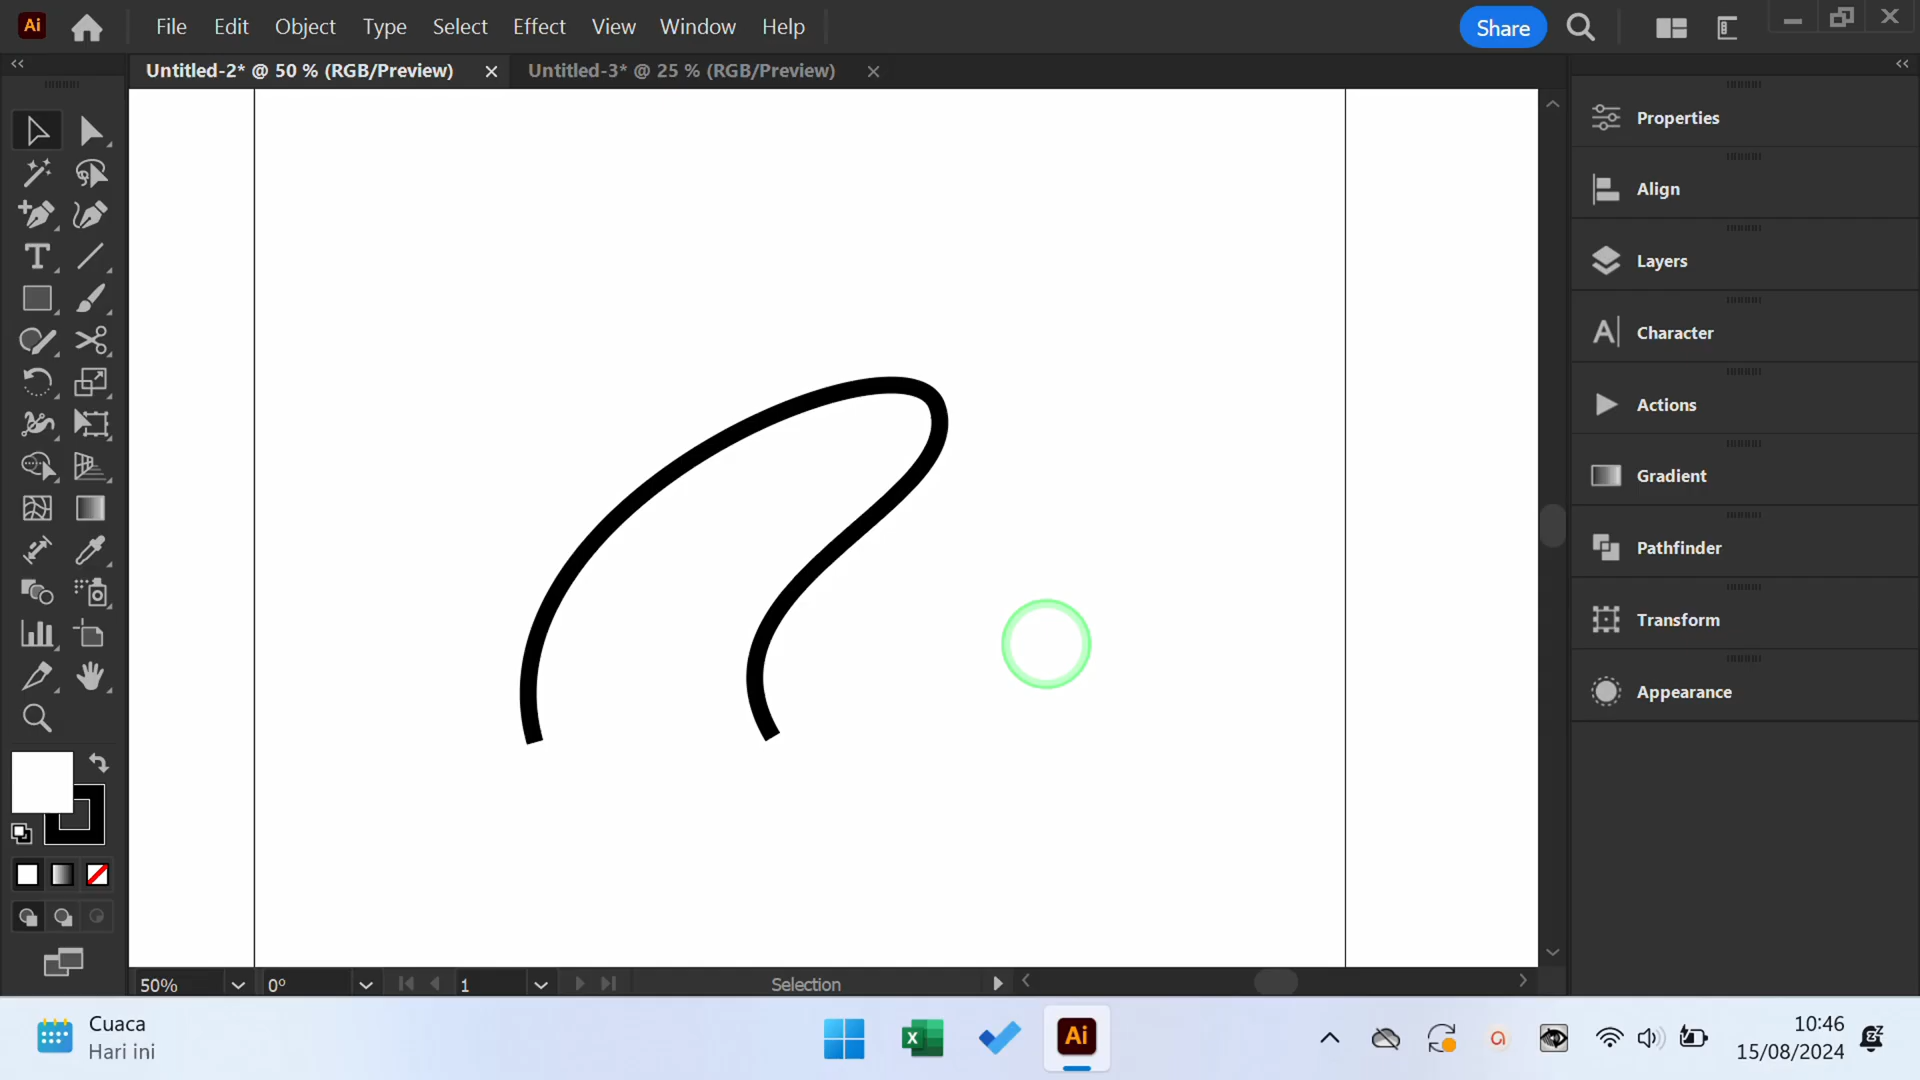 Ai File Edit Object Type Select Effect View Window Help Share
Untitled-2* @ 50 % (RGB/Preview) Untitled-3* @ 25 % (RGB/Preview)
Properties
Align
Layers
Character
Actions
Gradient
Pathfinder
Transform
Appearance
50% 0° 1 Selection
Cuaca
Hari ini
Ai
10:46
15/08/2024